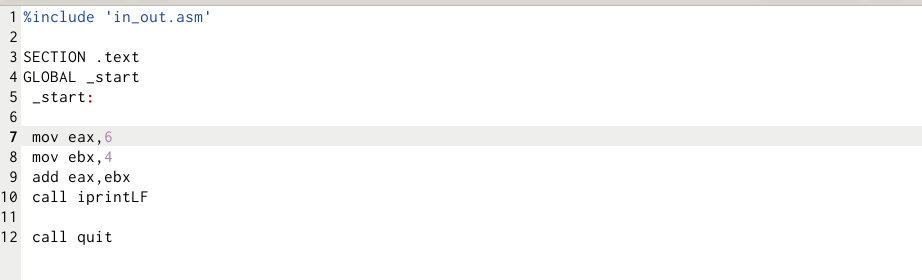 1 %include 'in_out.asm'
2
3 SECTION .text
4 GLOBAL _start
5 _start:
6
7 mov eax,6
8 mov ebx,4
9 add eax,ebx
10 call iprintLF
11
12 call quit